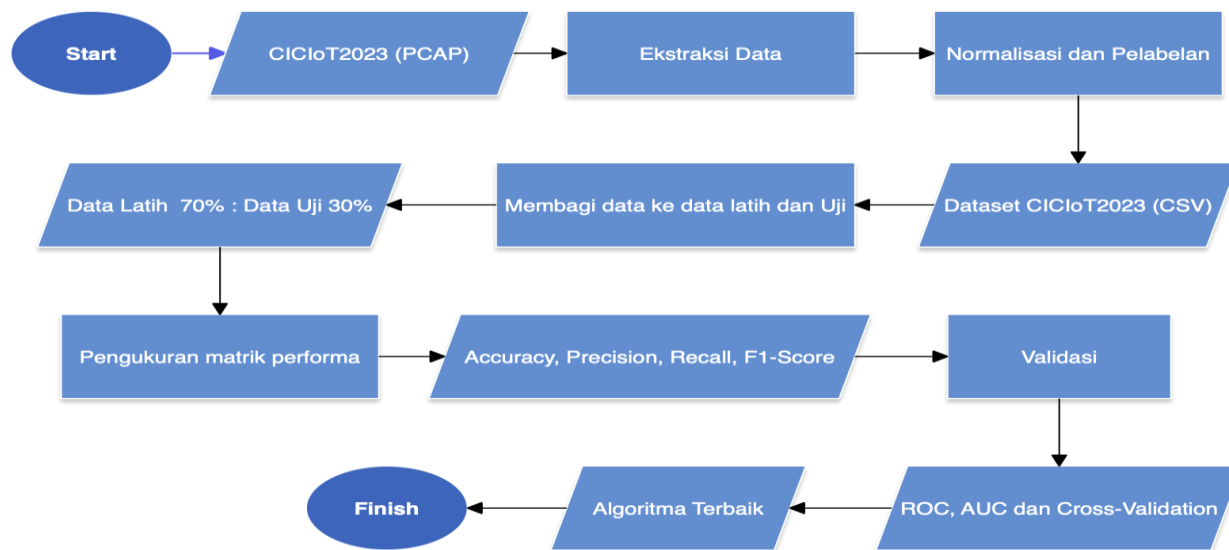 Start
CICIoT2023 (PCAP)
Ekstraksi Data
Normalisasi dan Pelabelan
Dataset CICIoT2023 (CSV)
Membagi data ke data latih dan Uji
Data Latih 70% : Data Uji 30%
Pengukuran matrik performa
Accuracy, Precision, Recall, F1-Score
Validasi
ROC, AUC dan Cross-Validation
Algoritma Terbaik
Finish